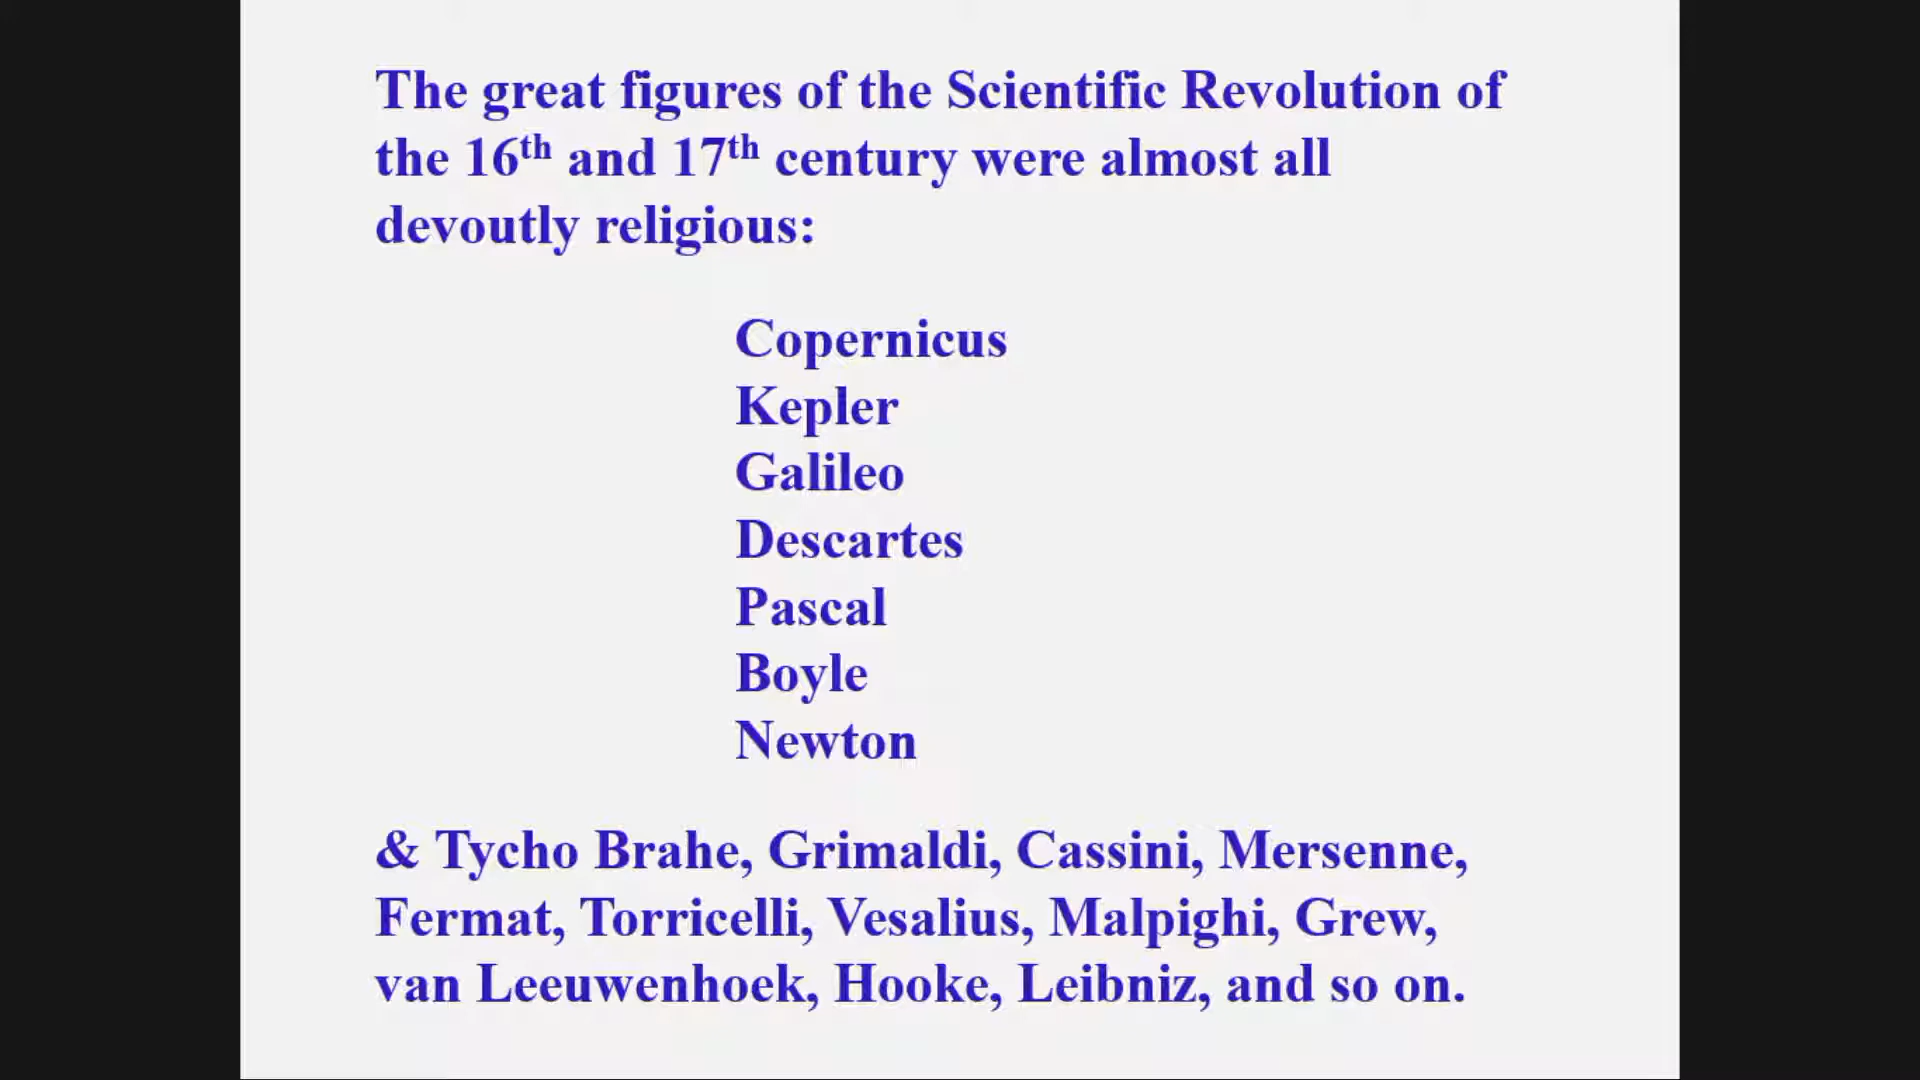 The great figures of the Scientific Revolution of
the 16th and 17th century were almost all
devoutly religious:
Copernicus
Kepler
Galileo
Descartes
Pascal
Boyle
Newton
& Tycho Brahe, Grimaldi, Cassini, Mersenne,
Fermat, Torricelli, Vesalius, Malpighi, Grew,
van Leeuwenhoek, Hooke, Leibniz, and so on.